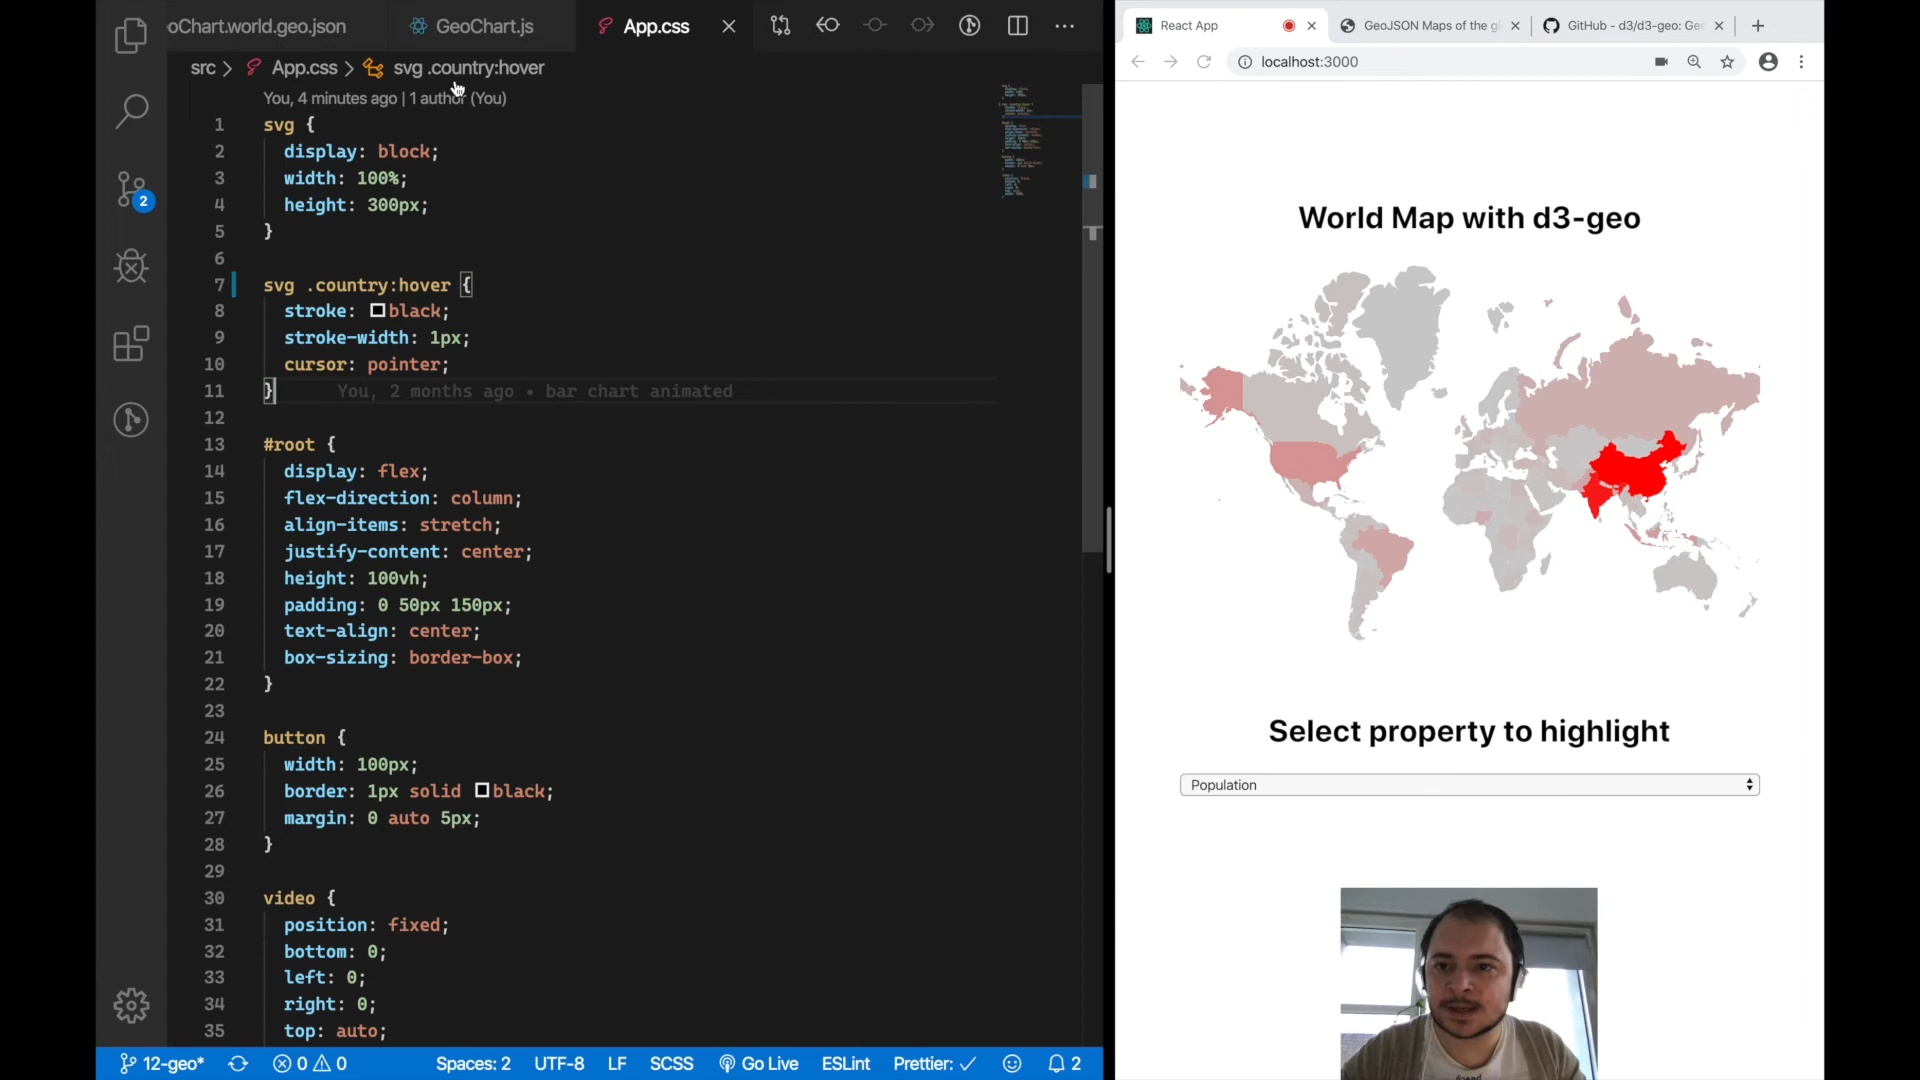 oChart.world.geo.json GeoChart.js App.css
src > App.css > svg .country:hover
You, 4 minutes ago | 1 author (You)
1 svg {
2 display: block;
3 width: 100%;
4 height: 300px;
5 }
6
7 svg .country:hover {
8 stroke: black;
9 stroke-width: 1px;
10 cursor: pointer;
11 } You, 2 months ago • bar chart animated
12
13 #root {
14 display: flex;
15 flex-direction: column;
16 align-items: stretch;
17 justify-content: center;
18 height: 100vh;
19 padding: 0 50px 150px;
20 text-align: center;
21 box-sizing: border-box;
22 }
23
24 button {
25 width: 100px;
26 border: 1px solid black;
27 margin: 0 auto 5px;
28 }
29
30 video {
31 position: fixed;
32 bottom: 0;
33 left: 0;
34 right: 0;
35 top: auto;
2
12-geo* 0 0 Spaces: 2 UTF-8 LF SCSS Go Live ESLint Prettier: ✓ 2
React App GeoJSON Maps of the gl GitHub - d3/d3-geo: Geo
localhost:3000
World Map with d3-geo
Select property to highlight
Population